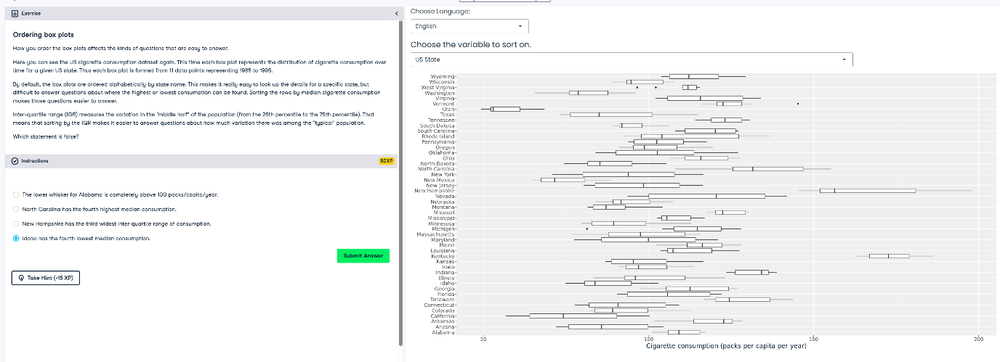 Exercise
Ordering box plots
How you order the box plots affects the kinds of questions that are easy to answer.
Here you can see the US cigarette consumption dataset again. This time each box plot represents the distribution of cigarette consumption over
time for a given US state. Thus each box plot is formed from 11 data points representing 1985 to 1995.
By default, the box plots are ordered alphabetically by state name. This makes it really easy to look up the details for a specific state, but
difficult to answer questions about where the highest or lowest consumption can be found. Sorting the rows by median cigarette consumption
makes those questions easier to answer.
Inter-quartile range (IQR) measures the variation in the "middle half" of the population (from the 25th percentile to the 75th percentile). That
means that sorting by the IQR makes it easier to answer questions about how much variation there was among the "typical" population.
Which statement is false?
Instructions
50XP
The lower whisker for Alabama is completely above 100 packs/capita/year.
North Carolina has the fourth highest median consumption.
New Hampshire has the third widest inter-quartile range of consumption.
Idaho has the fourth lowest median consumption.
Submit Answer
Take Hint (-15 XP)
Choose Language:
English
Choose the variable to sort on.
US State
Wyoming
Wisconsin
West Virginia
Washington
Virginia
Vermont
Utah
Texas
Tennessee
South Dakota
South Carolina
Rhode Island
Pennsylvania
Oregon
Oklahoma
Ohio
North Dakota
North Carolina
New York
New Mexico
New Jersey
New Hampshire
Nevada
Nebraska
Montana
Missouri
Mississippi
Minnesota
Michigan
Massachusetts
Maryland
Maine
Louisiana
Kentucky
Kansas
Iowa
Indiana
Illinois
Idaho
Georgia
Florida
Delaware
Connecticut
Colorado
California
Arkansas
Arizona
Alabama
50 100 150 200
Cigarette consumption (packs per capita per year)